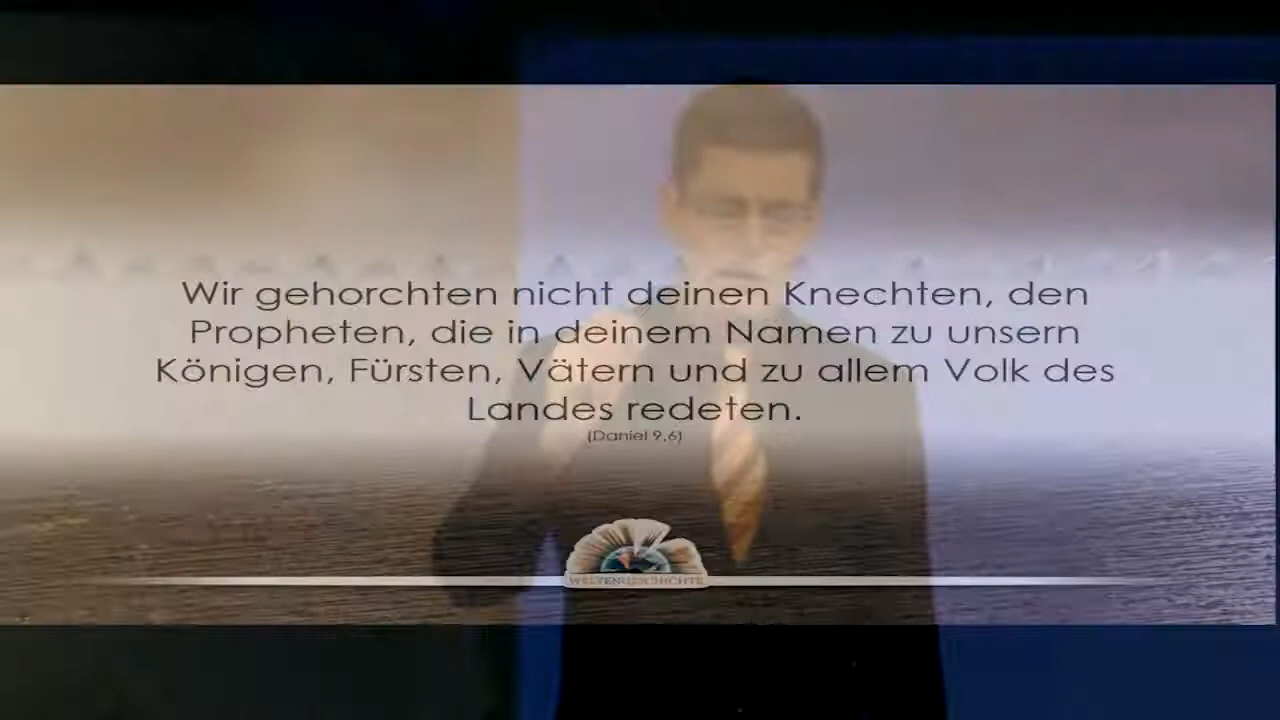 Wir gehorchten nicht deinen Knechten, den
Propheten, die in deinem Namen zu unsern
Königen, Fürsten, Vätern und zu allem Volk des
Landes redeten.
(Daniel 9,6)
WELTENGESCHICHTE